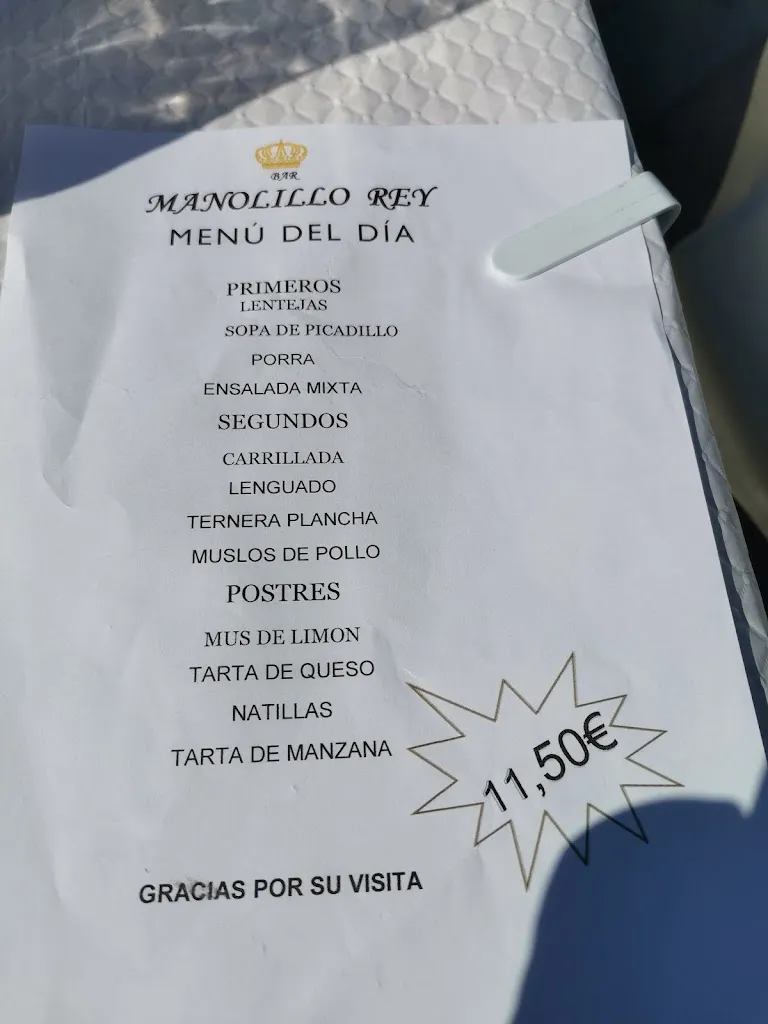 BAR
MANOLILLO REY
MENÚ DEL DÍA
PRIMEROS
LENTEJAS
SOPA DE PICADILLO
PORRA
ENSALADA MIXTA
SEGUNDOS
CARRILLADA
LENGUADO
TERNERA PLANCHA
MUSLOS DE POLLO
POSTRES
MUS DE LIMON
TARTA DE QUESO
NATILLAS
TARTA DE MANZANA
11,50€
GRACIAS POR SU VISITA